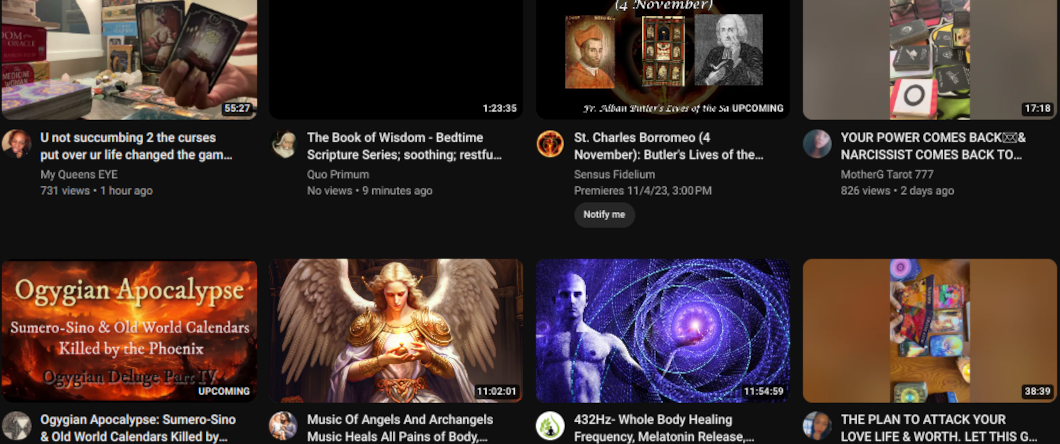 (4 November)
DOM
ORACLE
MEDICINE
WOMAN
55:27
1:23:35
Fr. Alban Butler's Lives of the Sa
UPCOMING
17:18
U not succumbing 2 the curses
put over ur life changed the gam...
My Queens EYE
731 views • 1 hour ago
The Book of Wisdom - Bedtime
Scripture Series; soothing; restfu...
Quo Primum
No views • 9 minutes ago
St. Charles Borromeo (4
November): Butler's Lives of the...
Sensus Fidelium
Premieres 11/4/23, 3:00 PM
Notify me
YOUR POWER COMES BACK✉&
NARCISSIST COMES BACK TO...
MotherG Tarot 777
826 views • 2 days ago
Ogygian Apocalypse
Sumero-Sino & Old World Calendars
Killed by the Phoenix
Ogygian Deluge Part IV
UPCOMING
11:02:01
11:54:59
38:39
Ogygian Apocalypse: Sumero-Sino
& Old World Calendars Killed by...
Music Of Angels And Archangels
Music Heals All Pains of Body,...
432Hz- Whole Body Healing
Frequency, Melatonin Release,...
THE PLAN TO ATTACK YOUR
LOVE LIFE & WORTH. LET THIS G...